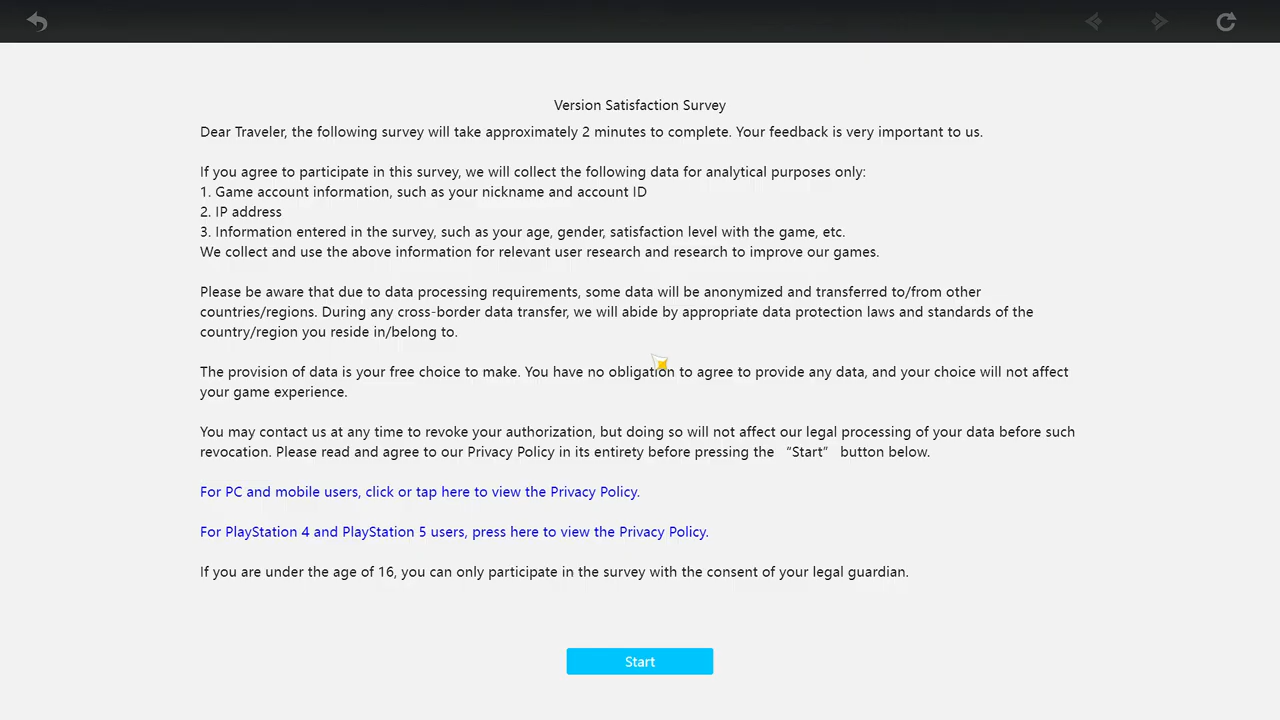 Version Satisfaction Survey
Dear Traveler, the following survey will take approximately 2 minutes to complete. Your feedback is very important to us.
If you agree to participate in this survey, we will collect the following data for analytical purposes only:
1. Game account information, such as your nickname and account ID
2. IP address
3. Information entered in the survey, such as your age, gender, satisfaction level with the game, etc.
We collect and use the above information for relevant user research and research to improve our games.
Please be aware that due to data processing requirements, some data will be anonymized and transferred to/from other
countries/regions. During any cross-border data transfer, we will abide by appropriate data protection laws and standards of the
country/region you reside in/belong to.
The provision of data is your free choice to make. You have no obligation to agree to provide any data, and your choice will not affect
your game experience.
You may contact us at any time to revoke your authorization, but doing so will not affect our legal processing of your data before such
revocation. Please read and agree to our Privacy Policy in its entirety before pressing the “Start” button below.
For PC and mobile users, click or tap here to view the Privacy Policy.
For PlayStation 4 and PlayStation 5 users, press here to view the Privacy Policy.
If you are under the age of 16, you can only participate in the survey with the consent of your legal guardian.
Start